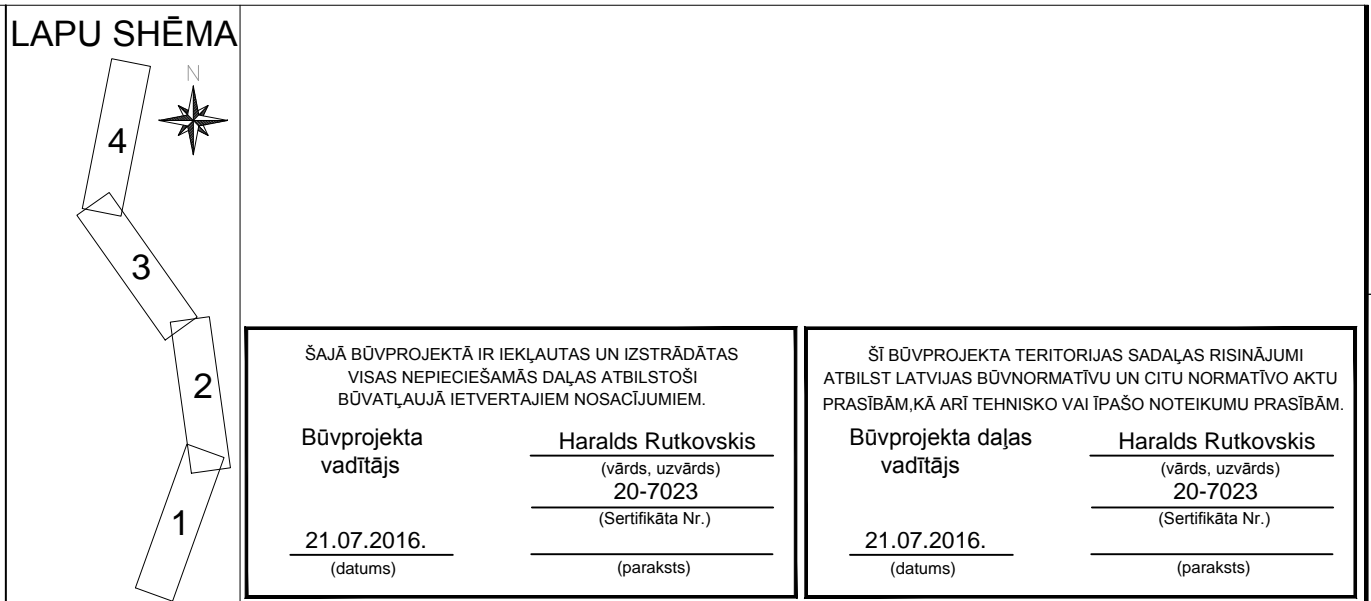 LAPU SHĒMA
N
4
3
2
1
ŠAJĀ BŪVPROJEKTĀ IR IEKĻAUTAS UN IZSTRĀDĀTAS
VISAS NEPIECIEŠAMĀS DAĻAS ATBILSTOŠI
BŪVATĻAUJĀ IETVERTAJIEM NOSACĪJUMIEM.
Būvprojekta
vadītājs
Haralds Rutkovskis
(vārds, uzvārds)
20-7023
(Sertifikāta Nr.)
21.07.2016.
(datums)
(paraksts)
ŠĪ BŪVPROJEKTA TERITORIJAS SADAĻAS RISINĀJUMI
ATBILST LATVIJAS BŪVNORMATĪVU UN CITU NORMATĪVO AKTU
PRASĪBĀM,KĀ ARĪ TEHNISKO VAI ĪPAŠO NOTEIKUMU PRASĪBĀM.
Būvprojekta daļas
vadītājs
Haralds Rutkovskis
(vārds, uzvārds)
20-7023
(Sertifikāta Nr.)
21.07.2016.
(datums)
(paraksts)